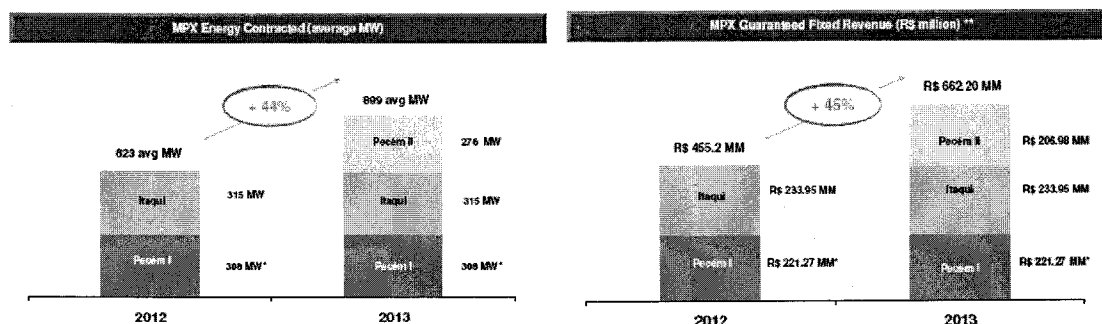 MPX Energy Contracted (average MW)
+ 44%
899 avg MW
Pecém II
276 MW
623 avg MW
Itaqui
315 MW
Itaqui
315 MW
Pecém I
308 MW*
Pecém I
308 MW*
2012
2013
MPX Guaranteed Fixed Revenue (R$ million) **
R$ 662.20 MM
+ 45%
Pecém II
R$ 206.98 MM
R$ 455.2 MM
Itaqui
R$ 233.95 MM
Itaqui
R$ 233.95 MM
Pecém I
R$ 221.27 MM*
Pecém I
R$ 221.27 MM*
2012
2013